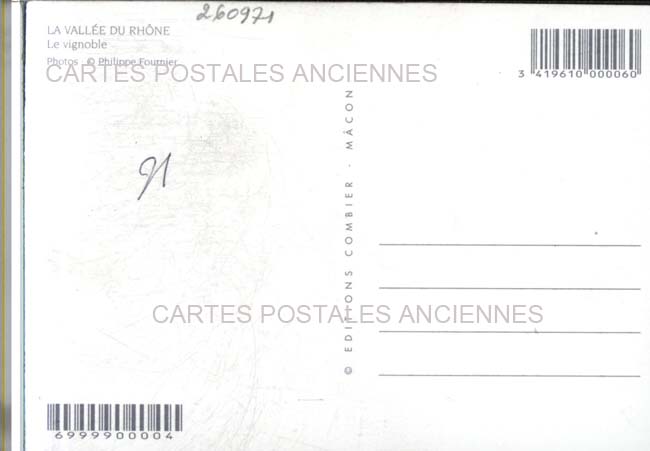 260971
LA VALLÉE DU RHÔNE
Le vignoble
Photos © Philippe Fournier
CARTES POSTALES ANCIENNES
3 419610 000060
91
© EDITIONS COMBIER - MÂCON
CARTES POSTALES ANCIENNES
6999900004